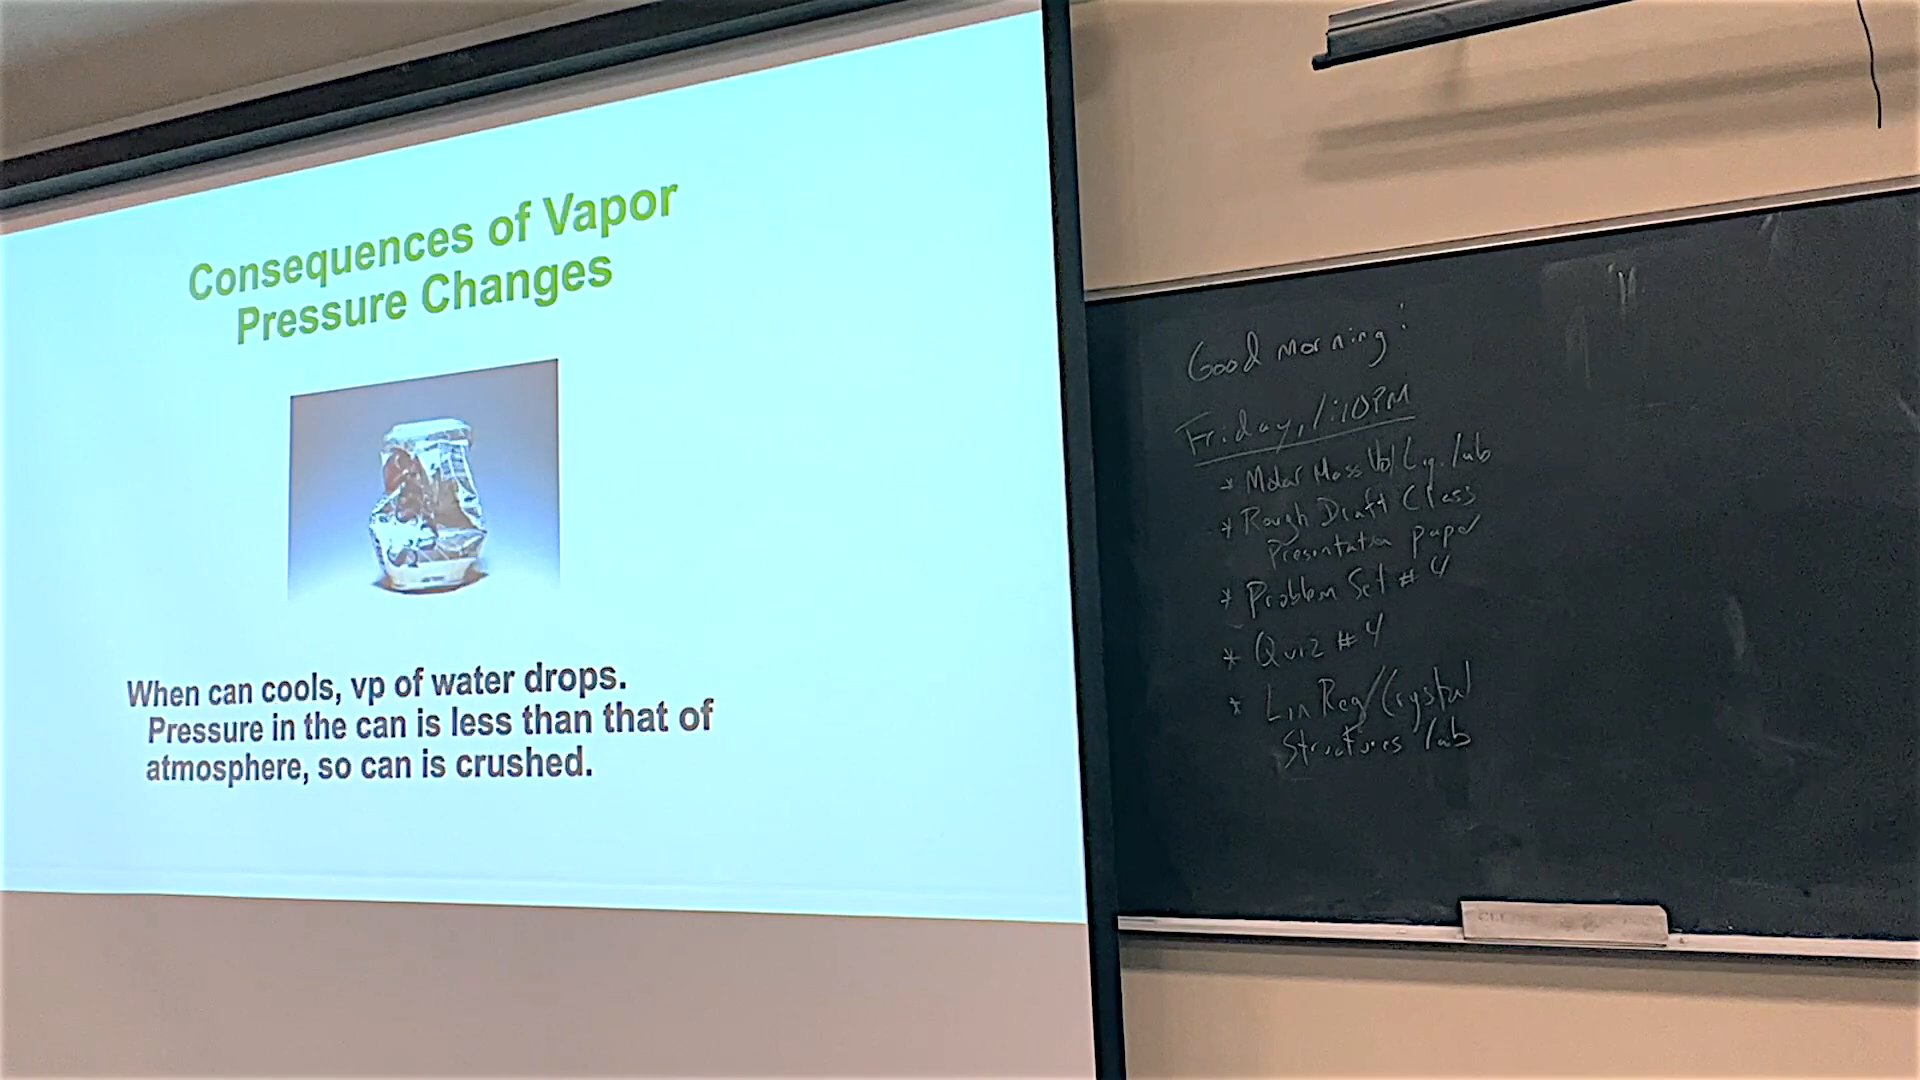 Consequences of Vapor
Pressure Changes
When can cools, vp of water drops.
Pressure in the can is less than that of
atmosphere, so can is crushed.
Good morning!
Friday, 1:10PM
* Molar Mass Vol Liq. lab
* Rough Draft Class
Presentation paper
* Problem Set # 4
* Quiz # 4
* Lin Reg/Crystal
Structures lab